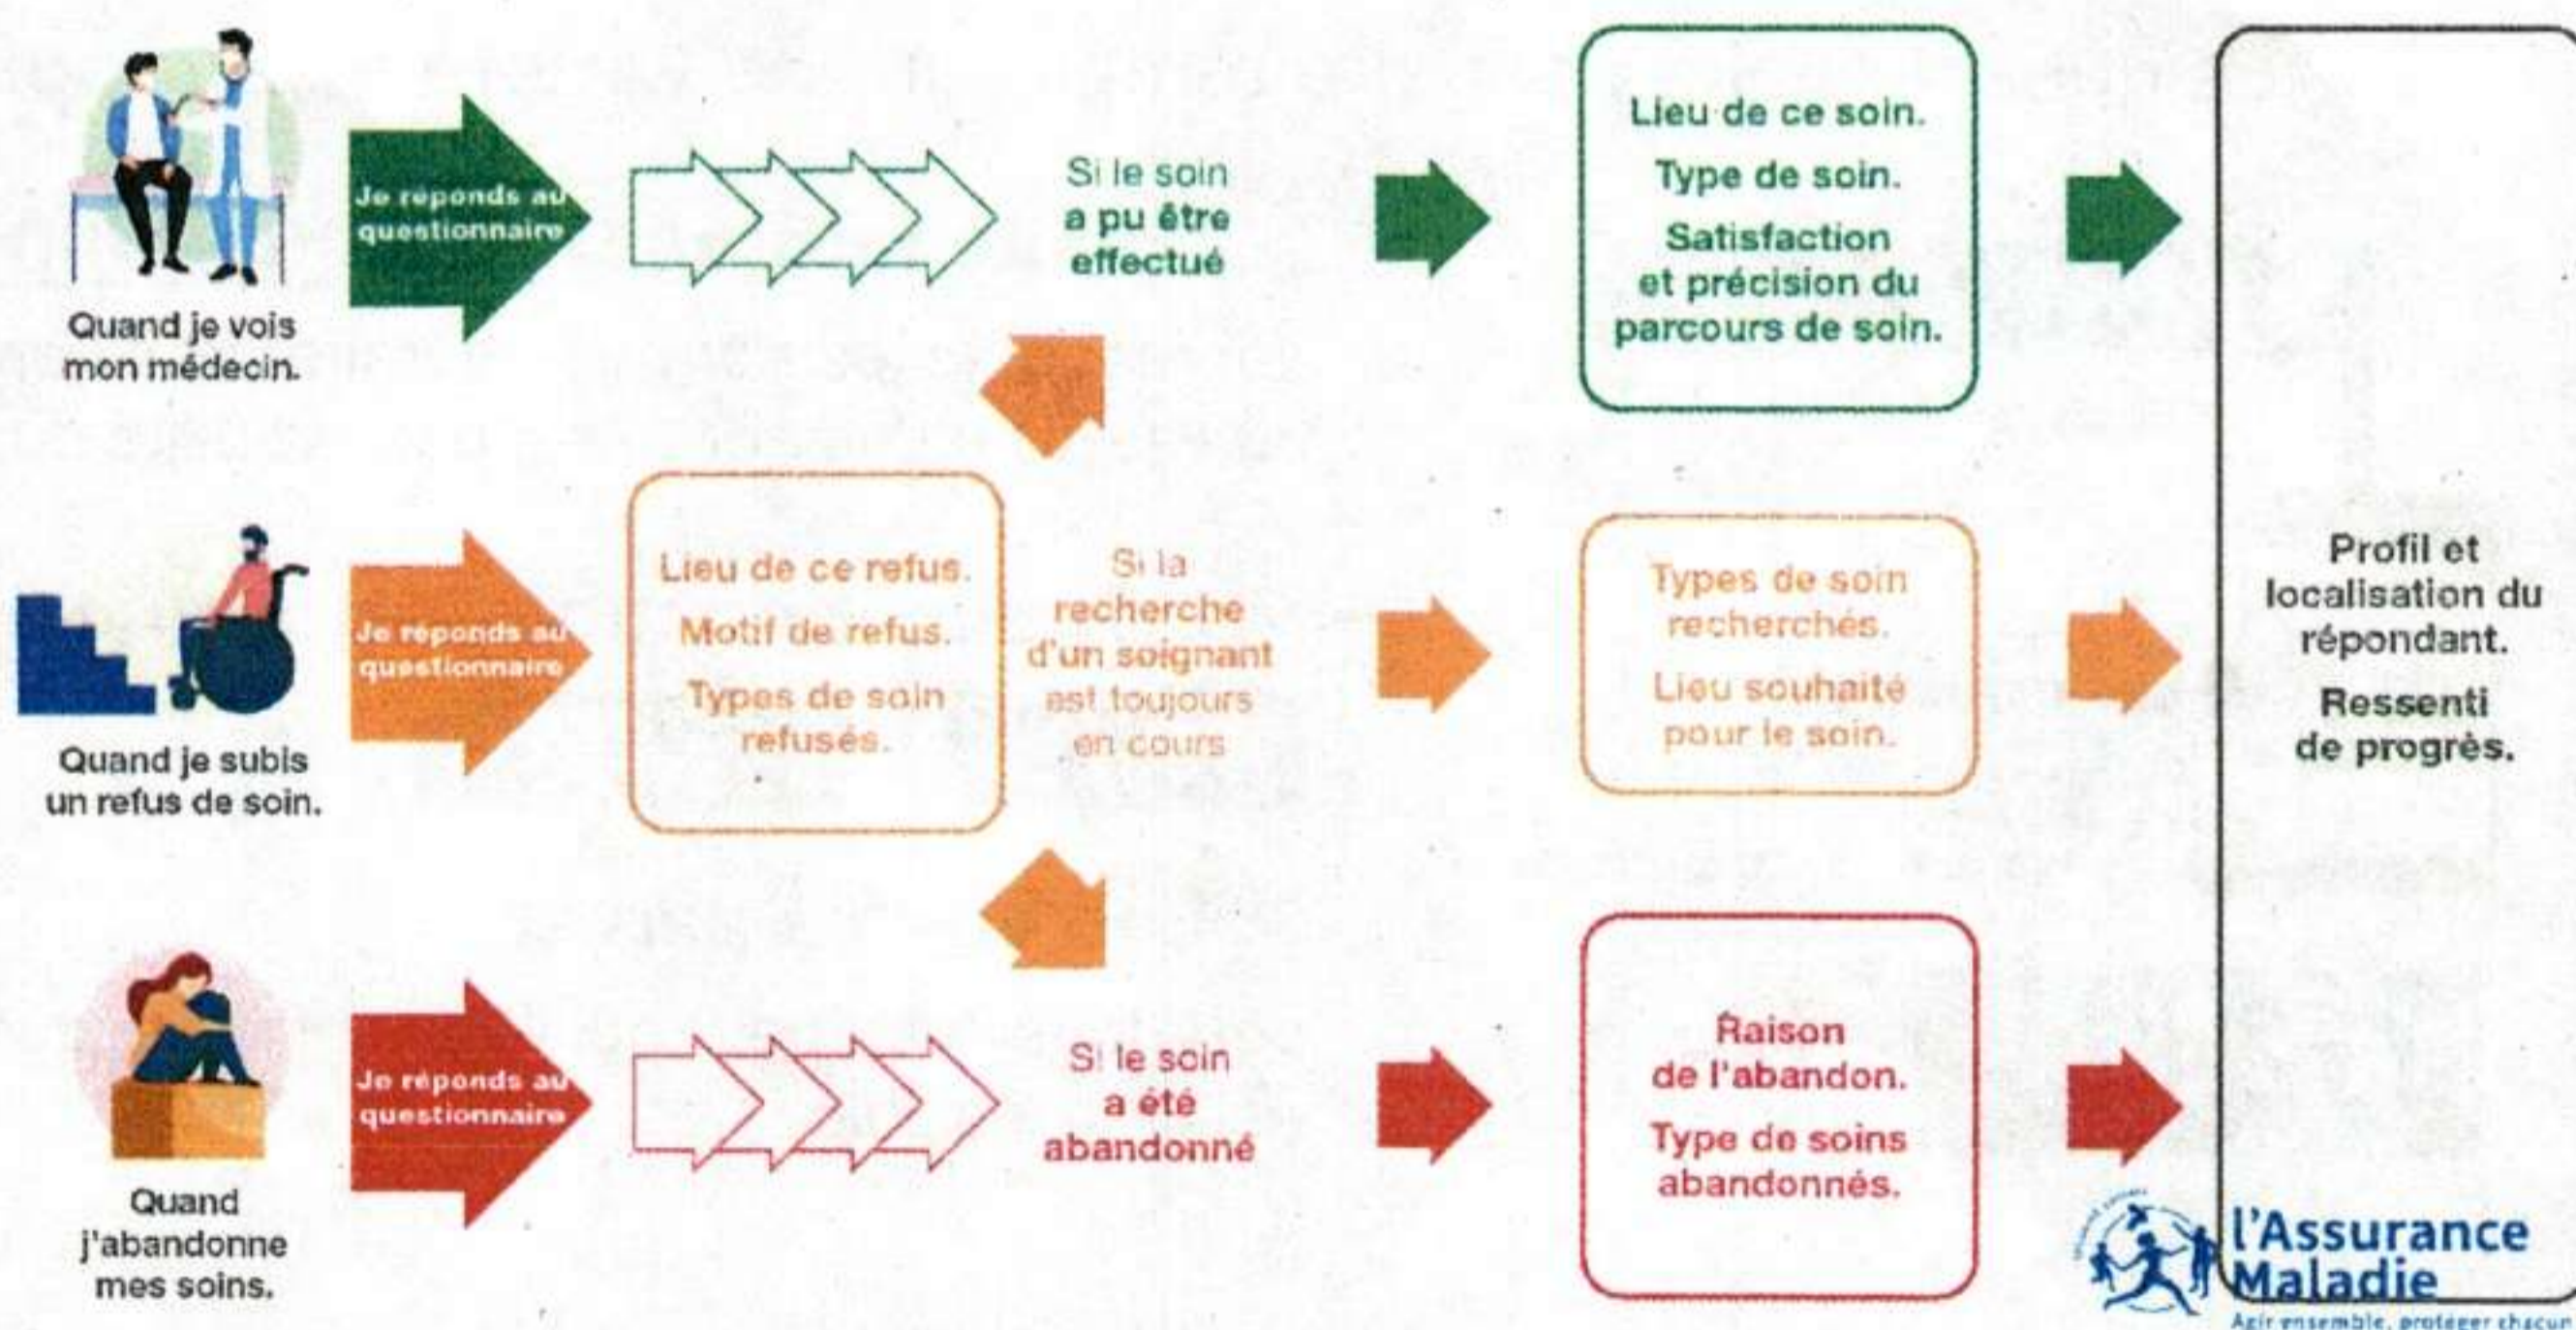 Quand je vois
mon médecin.
Je réponds au
questionnaire
Si le soin
a pu être
effectué
Lieu de ce soin.
Type de soin.
Satisfaction
et précision du
parcours de soin.
Quand je subis
un refus de soin.
Je réponds au
questionnaire
Lieu de ce refus.
Motif de refus.
Types de soin
refusés.
Si la
recherche
d'un soignant
est toujours
en cours
Types de soin
recherchés.
Lieu souhaité
pour le soin.
Quand
j'abandonne
mes soins.
Je réponds au
questionnaire
Si le soin
a été
abandonné
Raison
de l'abandon.
Type de soins
abandonnés.
Profil et
localisation du
répondant.
Ressenti
de progrès.
l'Assurance
Maladie
Agir ensemble, protéger chacun